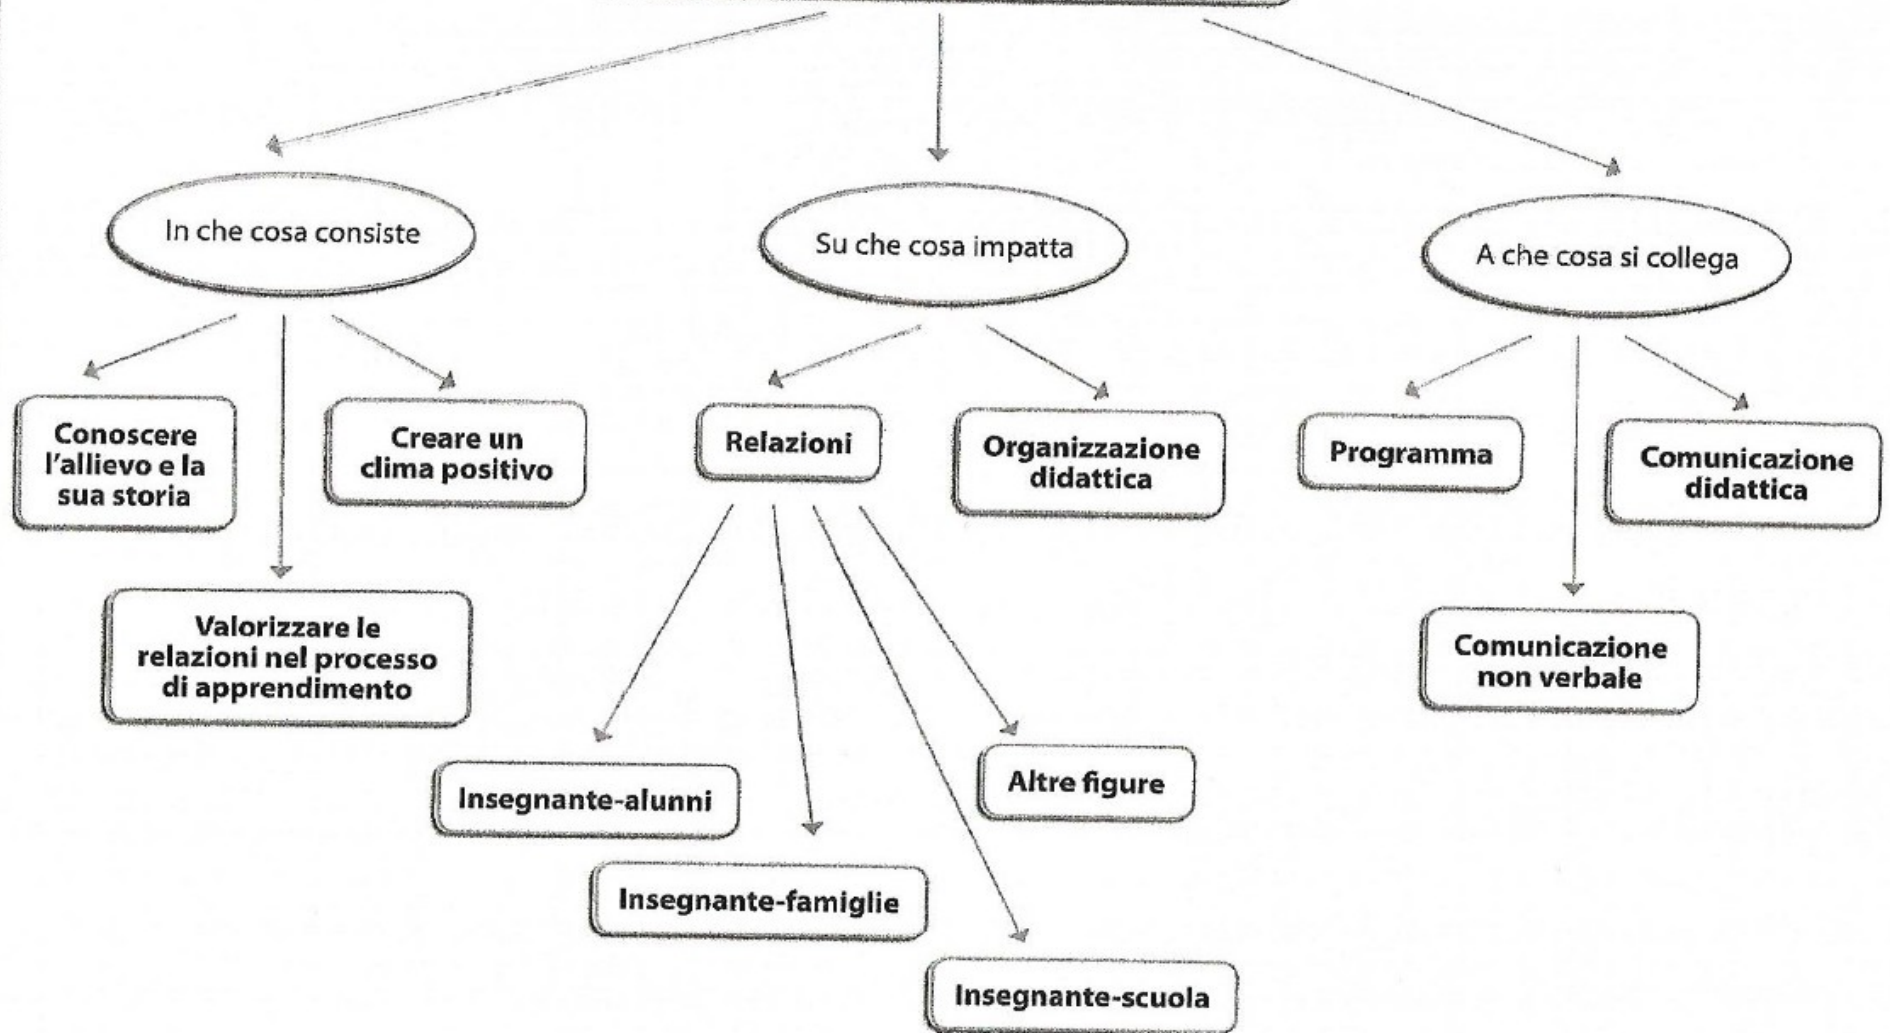 In che cosa consiste
Su che cosa impatta
A che cosa si collega
Conoscere
l'allievo e la
sua storia
Creare un
clima positivo
Relazioni
Organizzazione
didattica
Programma
Comunicazione
didattica
Valorizzare le
relazioni nel processo
di apprendimento
Comunicazione
non verbale
Insegnante-alunni
Altre figure
Insegnante-famiglie
Insegnante-scuola